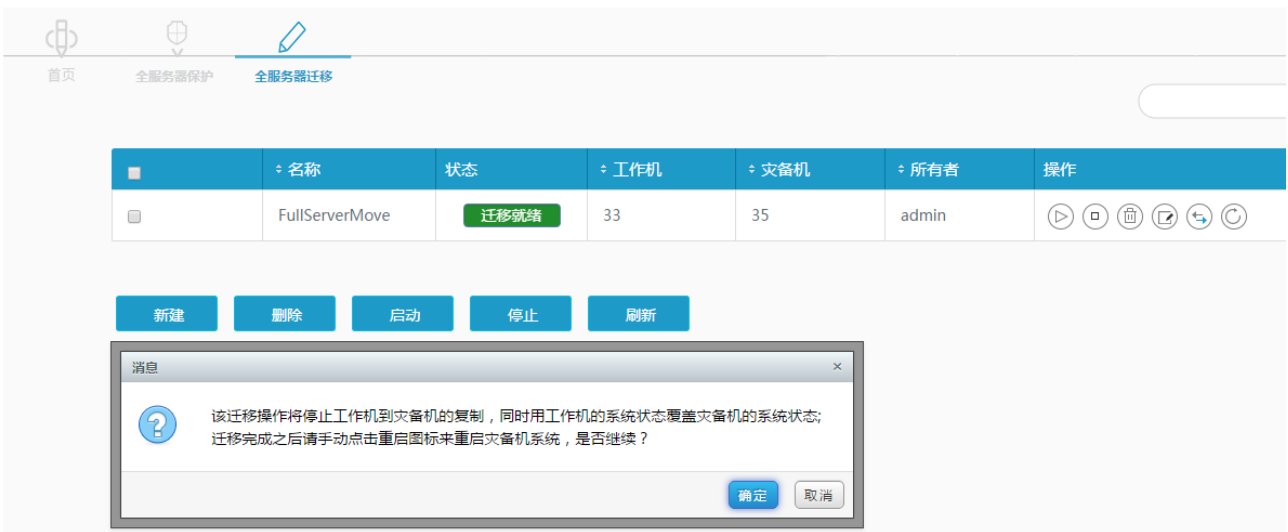 首页
全服务器保护
全服务器迁移
名称
状态
工作机
灾备机
所有者
操作
FullServerMove
迁移就绪
33
35
admin
新建
删除
启动
停止
刷新
消息
该迁移操作将停止工作机到灾备机的复制，同时用工作机的系统状态覆盖灾备机的系统状态;
迁移完成之后请手动点击重启图标来重启灾备机系统，是否继续？
确定
取消